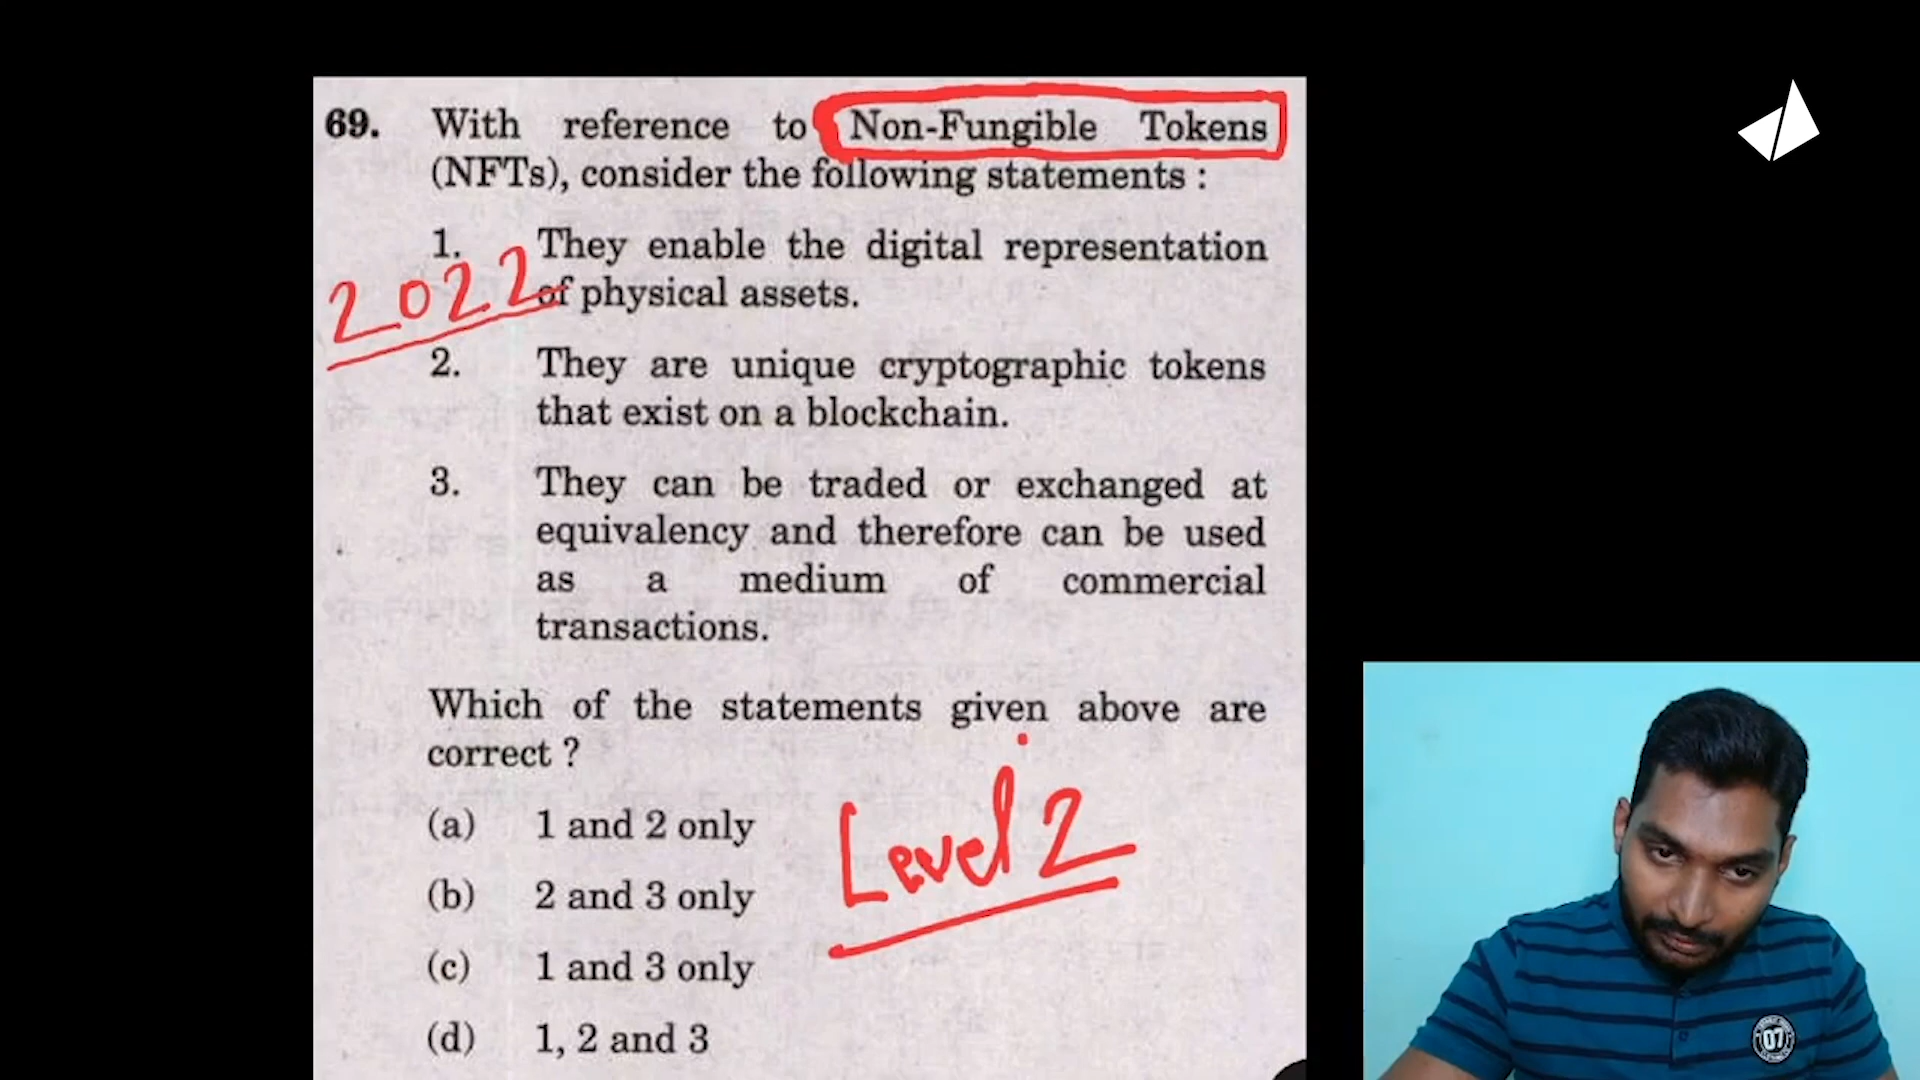 69. With reference to Non-Fungible Tokens
(NFTs), consider the following statements :
1. They enable the digital representation
of physical assets.
2022
2. They are unique cryptographic tokens
that exist on a blockchain.
3. They can be traded or exchanged at
equivalency and therefore can be used
as a medium of commercial
transactions.
Which of the statements given above are
correct ?
(a) 1 and 2 only
Level 2
(b) 2 and 3 only
(c) 1 and 3 only
(d) 1, 2 and 3
07